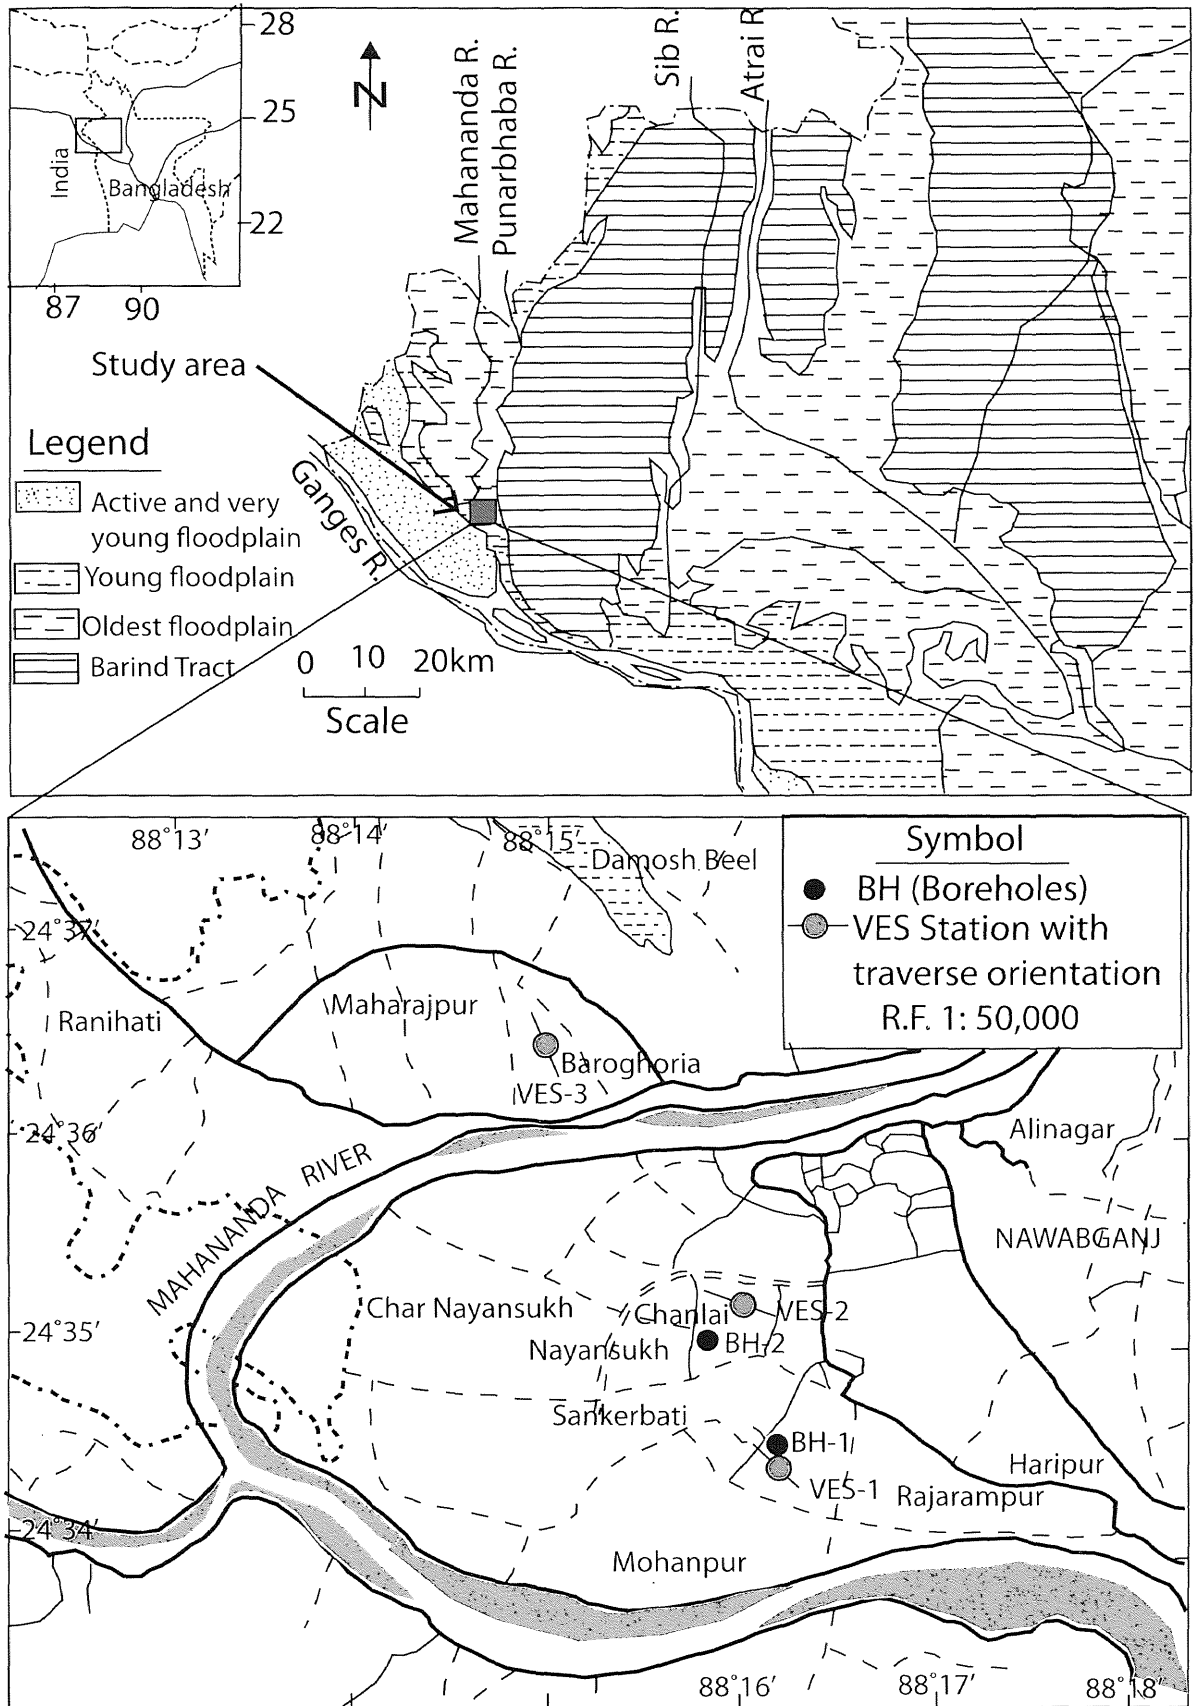 28
25
22
87
90
India
Bangladesh
N
Mahananda R.
Punarbhaba R.
Sib R.
Atrai R
Study area
Legend
Active and very
young floodplain
Young floodplain
Oldest floodplain
Barind Tract
Ganges R.
0 10 20km
Scale
88°13'
88°14'
88°15'
Damosh Beel
Symbol
BH (Boreholes)
VES Station with
traverse orientation
R.F. 1: 50,000
24°37'
Ranihati
Maharajpur
Baroghoria
VES-3
24°36'
Alinagar
MAHANANDA RIVER
NAWABGANJ
Char Nayansukh
Chanlai
VES-2
24°35'
Nayansukh
BH-2
Sankerbati
BH-1
Haripur
VES-1
Rajarampur
24°34'
Mohanpur
88°16'
88°17'
88°18'